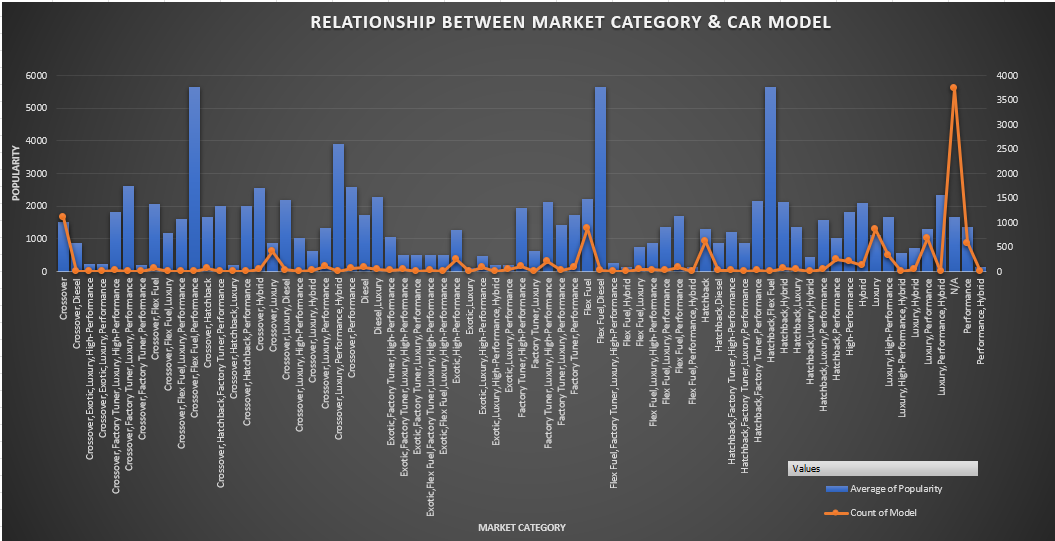 RELATIONSHIP BETWEEN MARKET CATEGORY & CAR MODEL
POPULARITY
6000
5000
4000
3000
2000
1000
0
4000
3500
3000
2500
2000
1500
1000
500
0
Crossover
Crossover,Diesel
Crossover,Exotic,Luxury,High-Performance
Crossover,Exotic,Luxury,Performance
Crossover,Factory Tuner,Luxury,High-Performance
Crossover,Factory Tuner,Luxury,Performance
Crossover,Factory Tuner,Performance
Crossover,Flex Fuel
Crossover,Flex Fuel,Luxury
Crossover,Flex Fuel,Luxury,Performance
Crossover,Flex Fuel,Performance
Crossover,Hatchback
Crossover,Hatchback,Factory Tuner,Performance
Crossover,Hatchback,Luxury
Crossover,Hatchback,Performance
Crossover,Hybrid
Crossover,Luxury
Crossover,Luxury,Diesel
Crossover,Luxury,High-Performance
Crossover,Luxury,Hybrid
Crossover,Luxury,Performance
Crossover,Luxury,Performance,Hybrid
Crossover,Performance
Diesel
Diesel,Luxury
Exotic,Factory Tuner,High-Performance
Exotic,Factory Tuner,Luxury,High-Performance
Exotic,Factory Tuner,Luxury,Performance
Exotic,Flex Fuel,Factory Tuner,Luxury,High-Performance
Exotic,Flex Fuel,Luxury,High-Performance
Exotic,High-Performance
Exotic,Luxury
Exotic,Luxury,High-Performance
Exotic,Luxury,High-Performance,Hybrid
Exotic,Luxury,Performance
Factory Tuner,High-Performance
Factory Tuner,Luxury
Factory Tuner,Luxury,High-Performance
Factory Tuner,Luxury,Performance
Factory Tuner,Performance
Flex Fuel
Flex Fuel,Diesel
Flex Fuel,Factory Tuner,Luxury,High-Performance
Flex Fuel,Hybrid
Flex Fuel,Luxury
Flex Fuel,Luxury,High-Performance
Flex Fuel,Luxury,Performance
Flex Fuel,Performance
Flex Fuel,Performance,Hybrid
Hatchback
Hatchback,Diesel
Hatchback,Factory Tuner,High-Performance
Hatchback,Factory Tuner,Luxury,Performance
Hatchback,Factory Tuner,Performance
Hatchback,Flex Fuel
Hatchback,Hybrid
Hatchback,Luxury
Hatchback,Luxury,Hybrid
Hatchback,Luxury,Performance
Hatchback,Performance
High-Performance
Hybrid
Luxury
Luxury,High-Performance
Luxury,High-Performance,Hybrid
Luxury,Hybrid
Luxury,Performance
Luxury,Performance,Hybrid
N/A
Performance
Performance,Hybrid
Values
Average of Popularity
Count of Model
MARKET CATEGORY